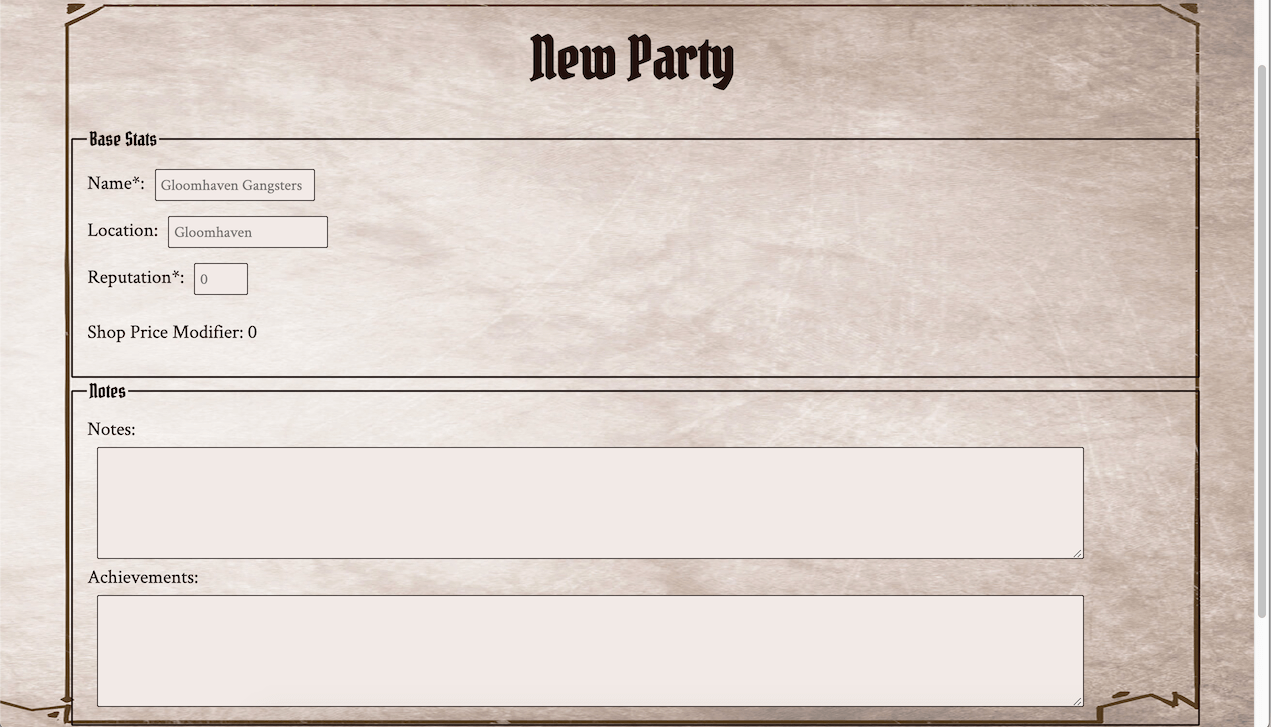 New Party
Base Stats
Name*: Gloomhaven Gangsters
Location: Gloomhaven
Reputation*: 0
Shop Price Modifier: 0
Notes
Notes:
Achievements: